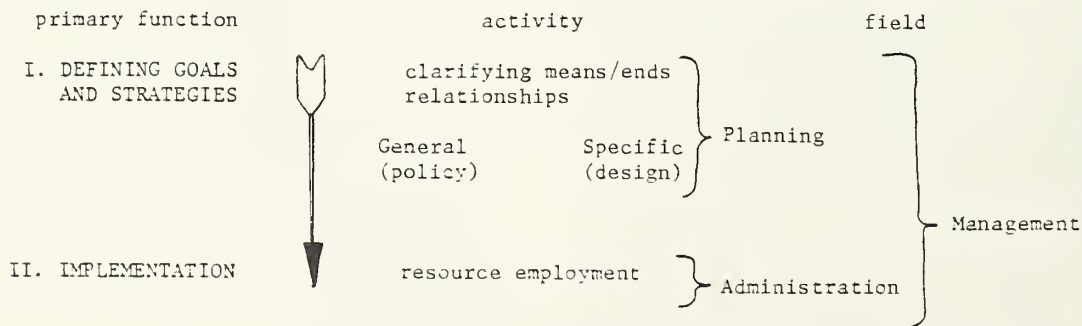 primary function activity field
I. DEFINING GOALS AND STRATEGIES
clarifying means/ends relationships
General (policy)
Specific (design)
Planning
Management
II. IMPLEMENTATION
resource employment
Administration